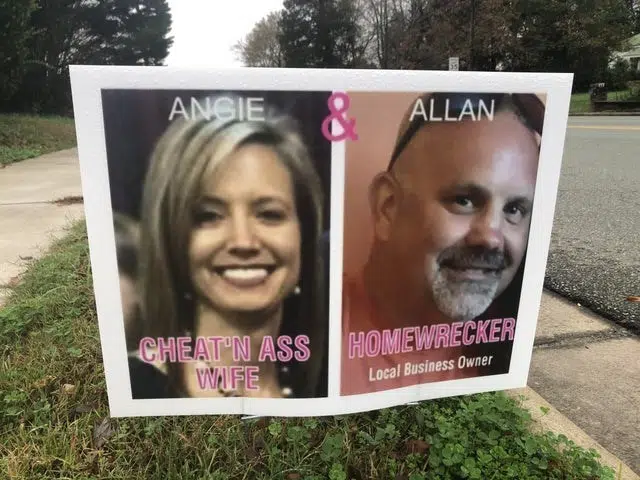 ANGIE & ALLAN
CHEAT'N ASS
WIFE
HOMEWRECKER
Local Business Owner